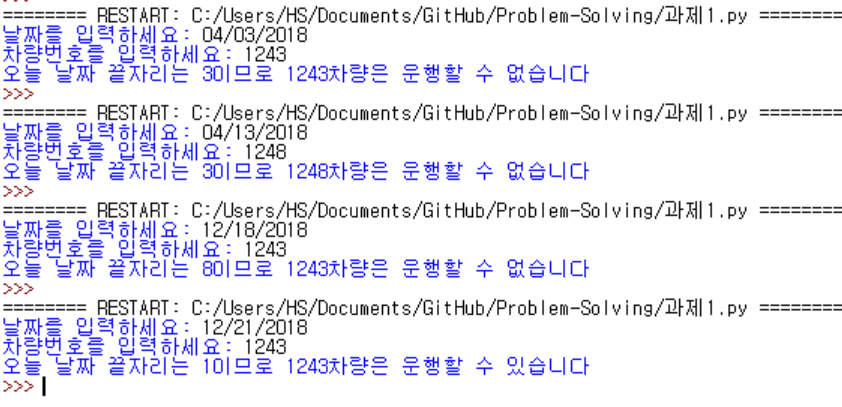 ======== RESTART: C:/Users/HS/Documents/GitHub/Problem-Solving/과제1.py ========
날짜를 입력하세요: 04/03/2018
차량번호를 입력하세요: 1243
오늘 날짜 끝자리는 3이므로 1243차량은 운행할 수 없습니다
>>>
======== RESTART: C:/Users/HS/Documents/GitHub/Problem-Solving/과제1.py ========
날짜를 입력하세요: 04/13/2018
차량번호를 입력하세요: 1248
오늘 날짜 끝자리는 3이므로 1248차량은 운행할 수 없습니다
>>>
======== RESTART: C:/Users/HS/Documents/GitHub/Problem-Solving/과제1.py ========
날짜를 입력하세요: 12/18/2018
차량번호를 입력하세요: 1243
오늘 날짜 끝자리는 8이므로 1243차량은 운행할 수 없습니다
>>>
======== RESTART: C:/Users/HS/Documents/GitHub/Problem-Solving/과제1.py ========
날짜를 입력하세요: 12/21/2018
차량번호를 입력하세요: 1243
오늘 날짜 끝자리는 1이므로 1243차량은 운행할 수 있습니다
>>>